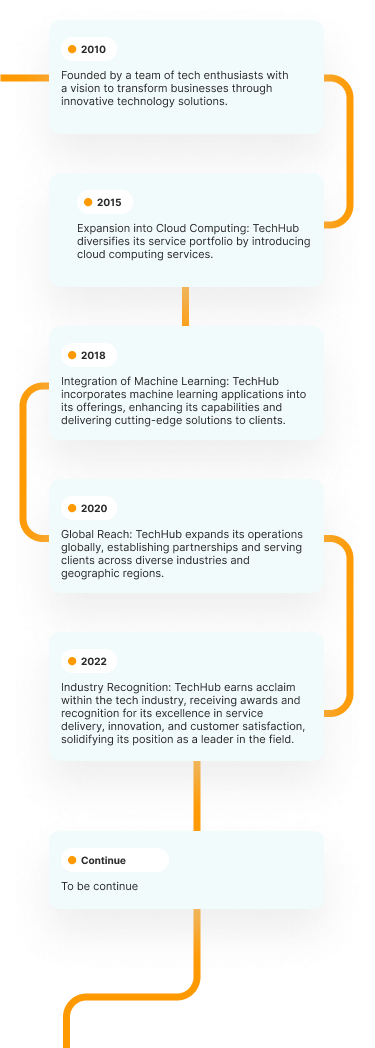 2010
Founded by a team of tech enthusiasts with
a vision to transform businesses through
innovative technology solutions.
2015
Expansion into Cloud Computing: TechHub
diversifies its service portfolio by introducing
cloud computing services.
2018
Integration of Machine Learning: TechHub
incorporates machine learning applications into
its offerings, enhancing its capabilities and
delivering cutting-edge solutions to clients.
2020
Global Reach: TechHub expands its operations
globally, establishing partnerships and serving
clients across diverse industries and
geographic regions.
2022
Industry Recognition: TechHub earns acclaim
within the tech industry, receiving awards and
recognition for its excellence in service
delivery, innovation, and customer satisfaction,
solidifying its position as a leader in the field.
Continue
To be continue